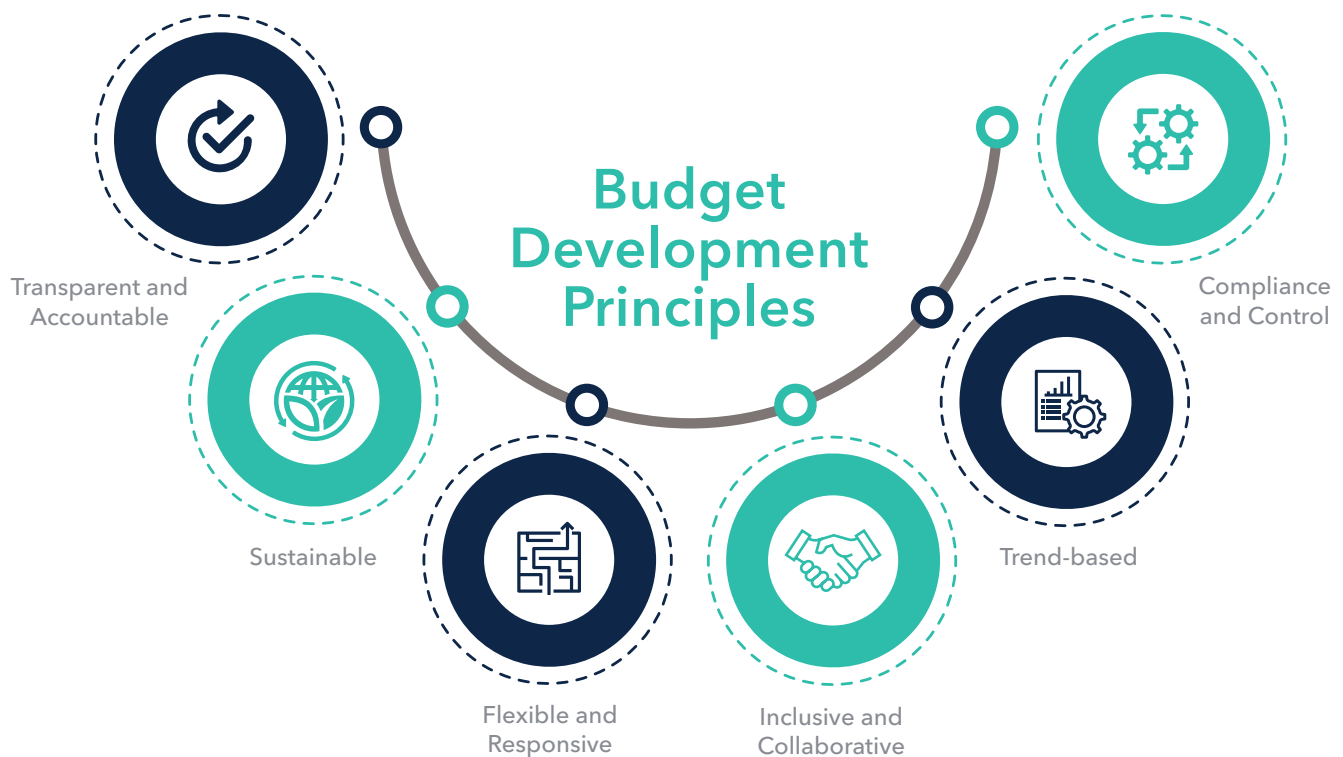 Budget
Development
Principles
Transparent and
Accountable
Sustainable
Flexible and
Responsive
Inclusive and
Collaborative
Trend-based
Compliance
and Control